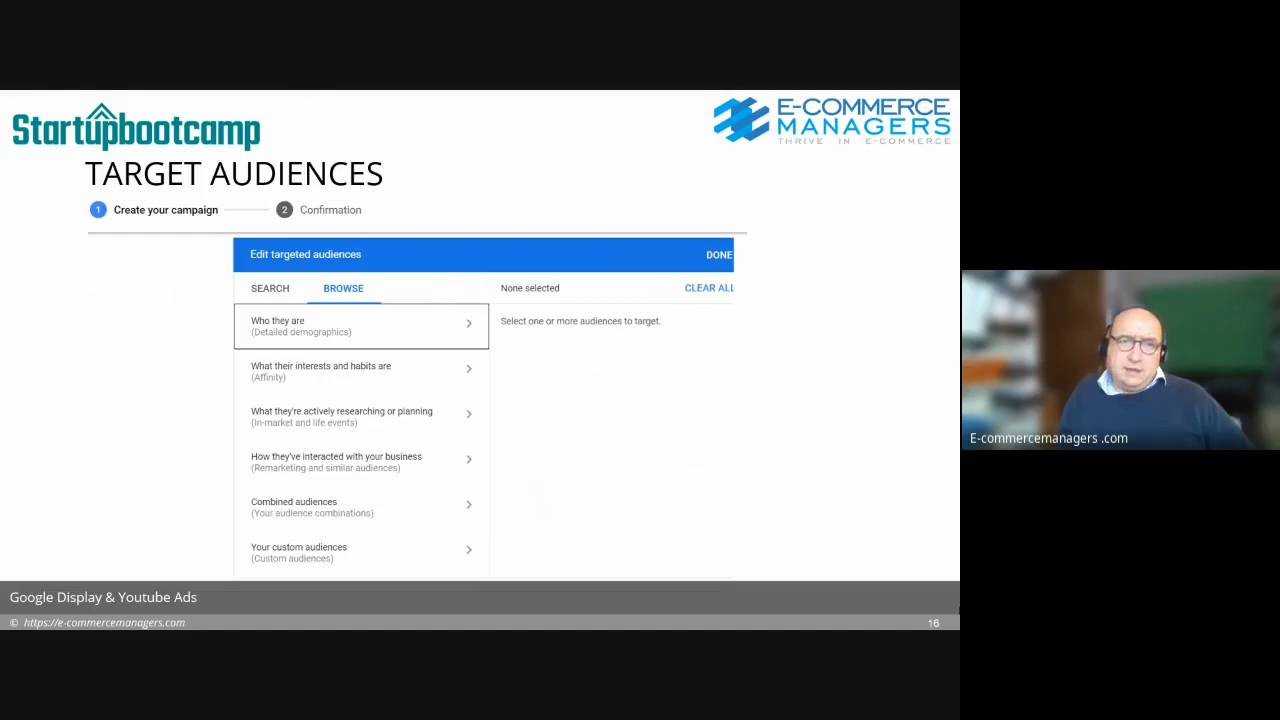 Startupbootcamp
E-COMMERCE
MANAGERS
THRIVE IN E-COMMERCE
TARGET AUDIENCES
1 Create your campaign 2 Confirmation
Edit targeted audiences DONE
SEARCH BROWSE None selected CLEAR ALL
Who they are
(Detailed demographics)
Select one or more audiences to target.
What their interests and habits are
(Affinity)
What they're actively researching or planning
(In-market and life events)
How they've interacted with your business
(Remarketing and similar audiences)
Combined audiences
(Your audience combinations)
Your custom audiences
(Custom audiences)
Google Display & Youtube Ads
© https://e-commercemanagers.com 16
E-commercemanagers .com